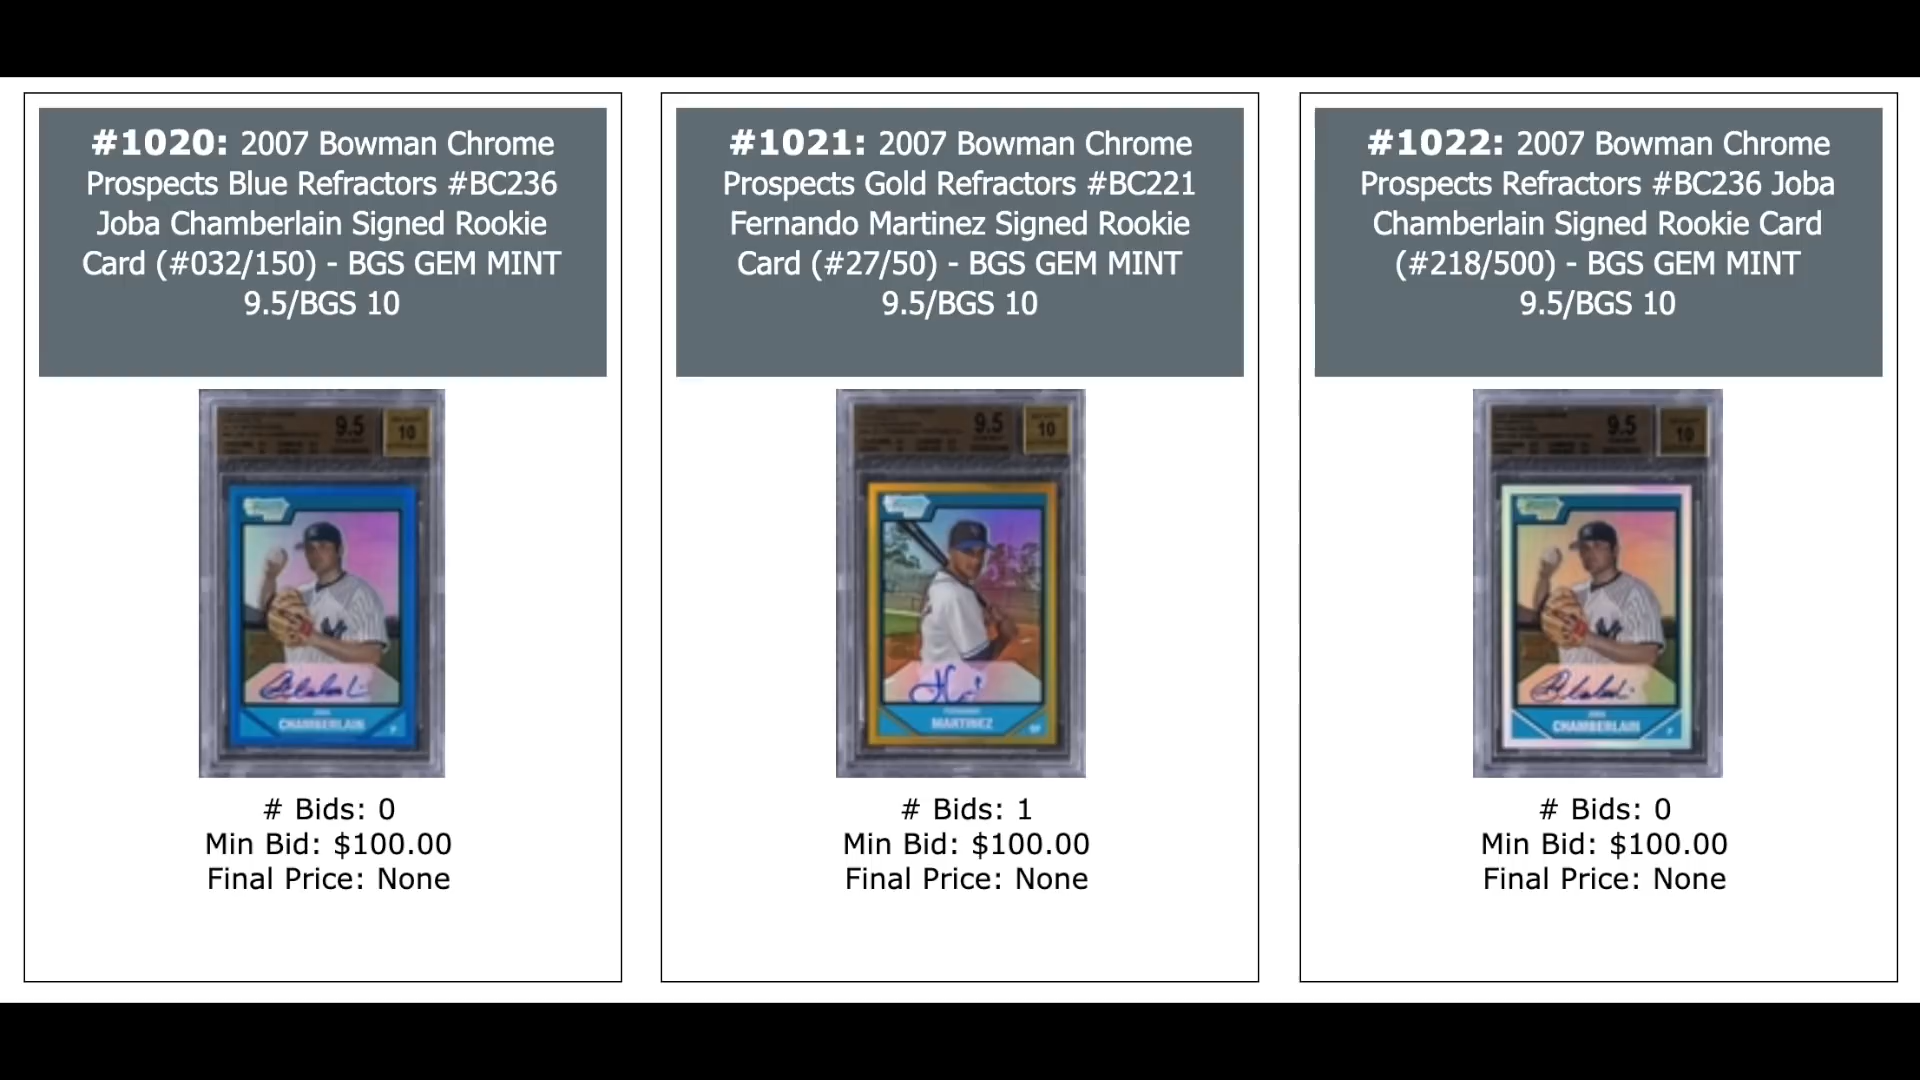 #1020: 2007 Bowman Chrome
Prospects Blue Refractors #BC236
Joba Chamberlain Signed Rookie
Card (#032/150) - BGS GEM MINT
9.5/BGS 10
9.5
10
CHAMBERLAIN
# Bids: 0
Min Bid: $100.00
Final Price: None
#1021: 2007 Bowman Chrome
Prospects Gold Refractors #BC221
Fernando Martinez Signed Rookie
Card (#27/50) - BGS GEM MINT
9.5/BGS 10
9.5
10
MARTINEZ
# Bids: 1
Min Bid: $100.00
Final Price: None
#1022: 2007 Bowman Chrome
Prospects Refractors #BC236 Joba
Chamberlain Signed Rookie Card
(#218/500) - BGS GEM MINT
9.5/BGS 10
9.5
10
CHAMBERLAIN
# Bids: 0
Min Bid: $100.00
Final Price: None